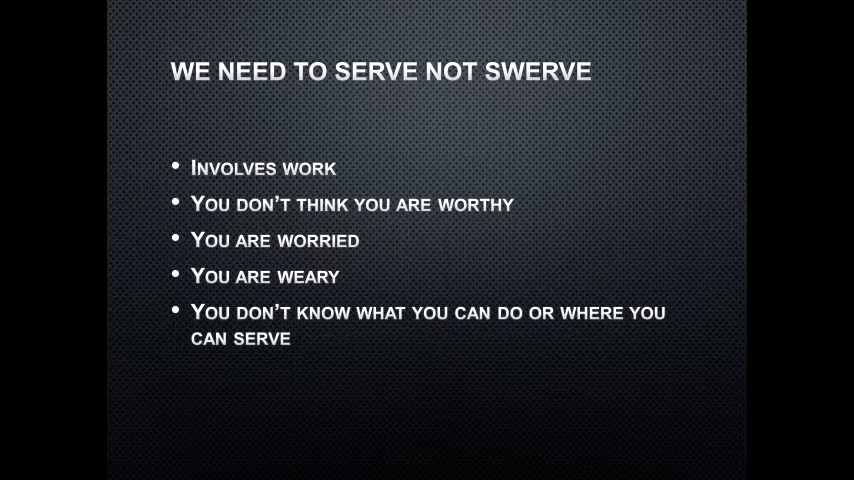 WE NEED TO SERVE NOT SWERVE
• INVOLVES WORK
• YOU DON'T THINK YOU ARE WORTHY
• YOU ARE WORRIED
• YOU ARE WEARY
• YOU DON'T KNOW WHAT YOU CAN DO OR WHERE YOU
CAN SERVE